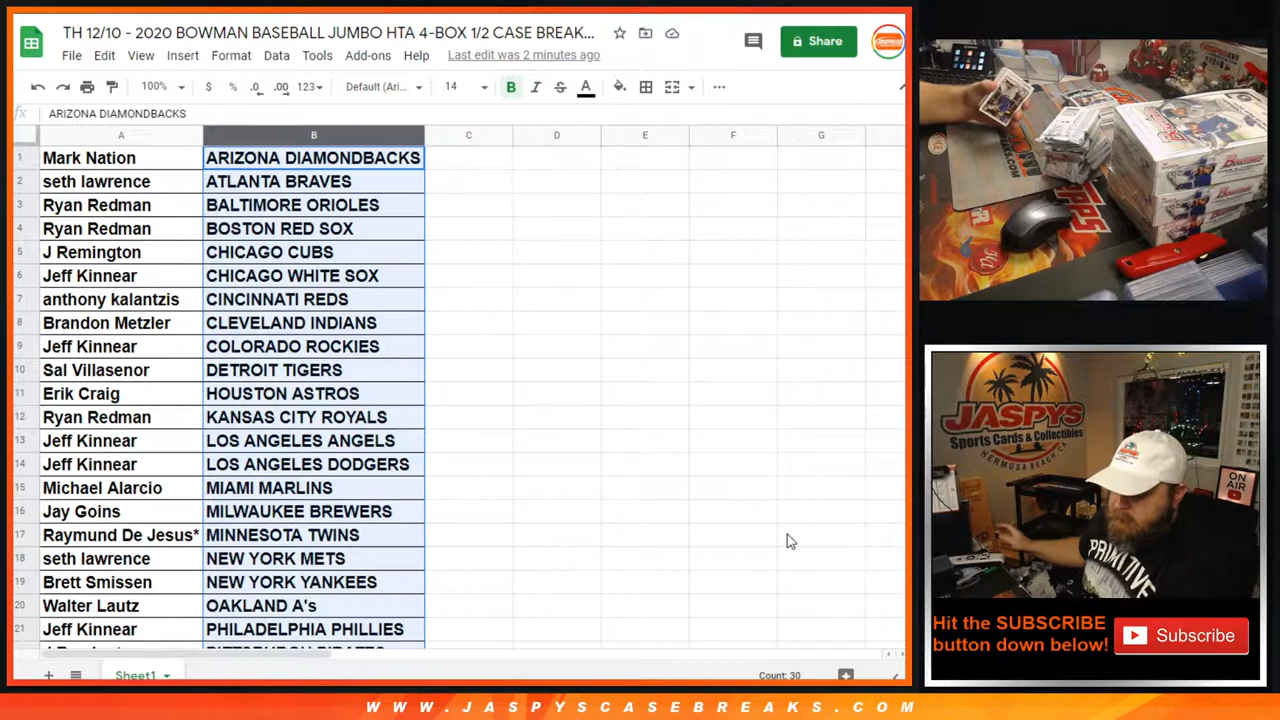 TH 12/10 - 2020 BOWMAN BASEBALL JUMBO HTA 4-BOX 1/2 CASE BREAK...
Share
File Edit View Insert Format Data Tools Add-ons Help Last edit was 2 minutes ago
100% $ % .0 .00 123 Default (Ari... 14 B I S A
fx ARIZONA DIAMONDBACKS
A B C D E F G
1 Mark Nation ARIZONA DIAMONDBACKS
2 seth lawrence ATLANTA BRAVES
3 Ryan Redman BALTIMORE ORIOLES
4 Ryan Redman BOSTON RED SOX
5 J Remington CHICAGO CUBS
6 Jeff Kinnear CHICAGO WHITE SOX
7 anthony kalantzis CINCINNATI REDS
8 Brandon Metzler CLEVELAND INDIANS
9 Jeff Kinnear COLORADO ROCKIES
10 Sal Villasenor DETROIT TIGERS
11 Erik Craig HOUSTON ASTROS
12 Ryan Redman KANSAS CITY ROYALS
13 Jeff Kinnear LOS ANGELES ANGELS
14 Jeff Kinnear LOS ANGELES DODGERS
15 Michael Alarcio MIAMI MARLINS
16 Jay Goins MILWAUKEE BREWERS
17 Raymund De Jesus* MINNESOTA TWINS
18 seth lawrence NEW YORK METS
19 Brett Smissen NEW YORK YANKEES
20 Walter Lautz OAKLAND A's
21 Jeff Kinnear PHILADELPHIA PHILLIES
Sheet1
Count: 30
JASPYS
Sports Cards & Collectibles
HERMOSA BEACH, CA
ON AIR
PRIMITIVE
Hit the SUBSCRIBE
button down below!
Subscribe
WWW.JASPYSCASEBREAKS.COM